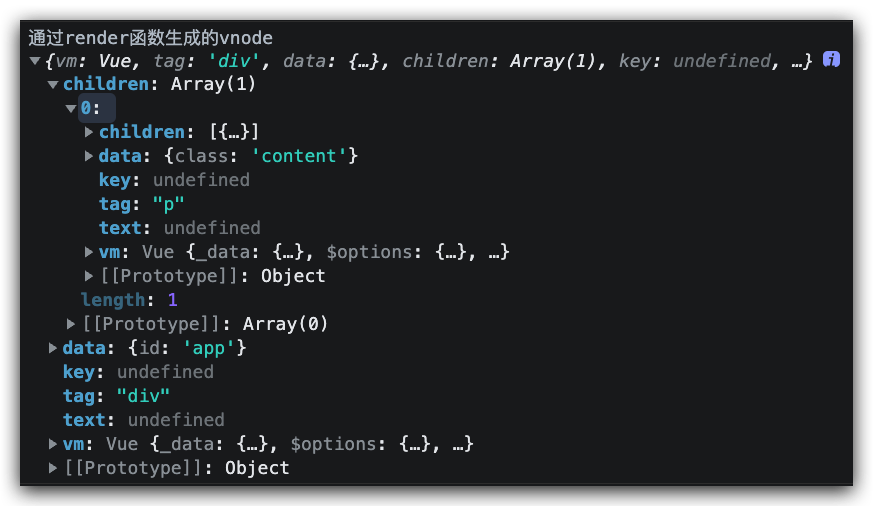 通过render函数生成的vnode
▼{vm: Vue, tag: 'div', data: {…}, children: Array(1), key: undefined, …} i
▼children: Array(1)
▼0:
▶children: [{…}]
▶data: {class: 'content'}
key: undefined
tag: "p"
text: undefined
▶vm: Vue {_data: {…}, $options: {…}, …}
▶[[Prototype]]: Object
length: 1
▶[[Prototype]]: Array(0)
▶data: {id: 'app'}
key: undefined
tag: "div"
text: undefined
▶vm: Vue {_data: {…}, $options: {…}, …}
▶[[Prototype]]: Object